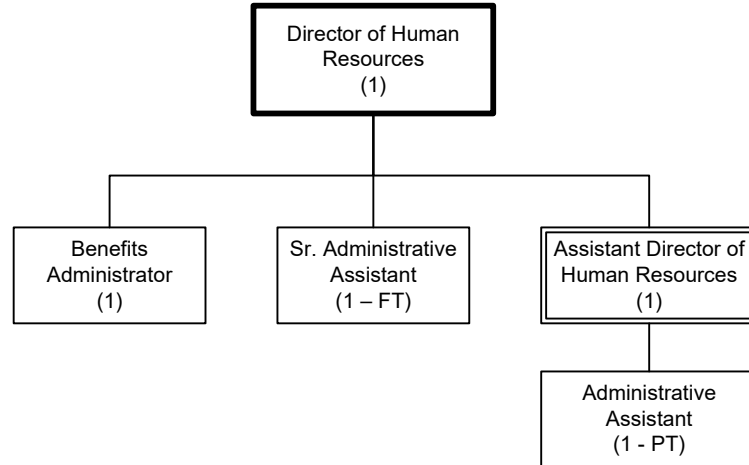 Director of Human
Resources
(1)
Benefits
Administrator
(1)
Sr. Administrative
Assistant
(1 – FT)
Assistant Director of
Human Resources
(1)
Administrative
Assistant
(1 - PT)